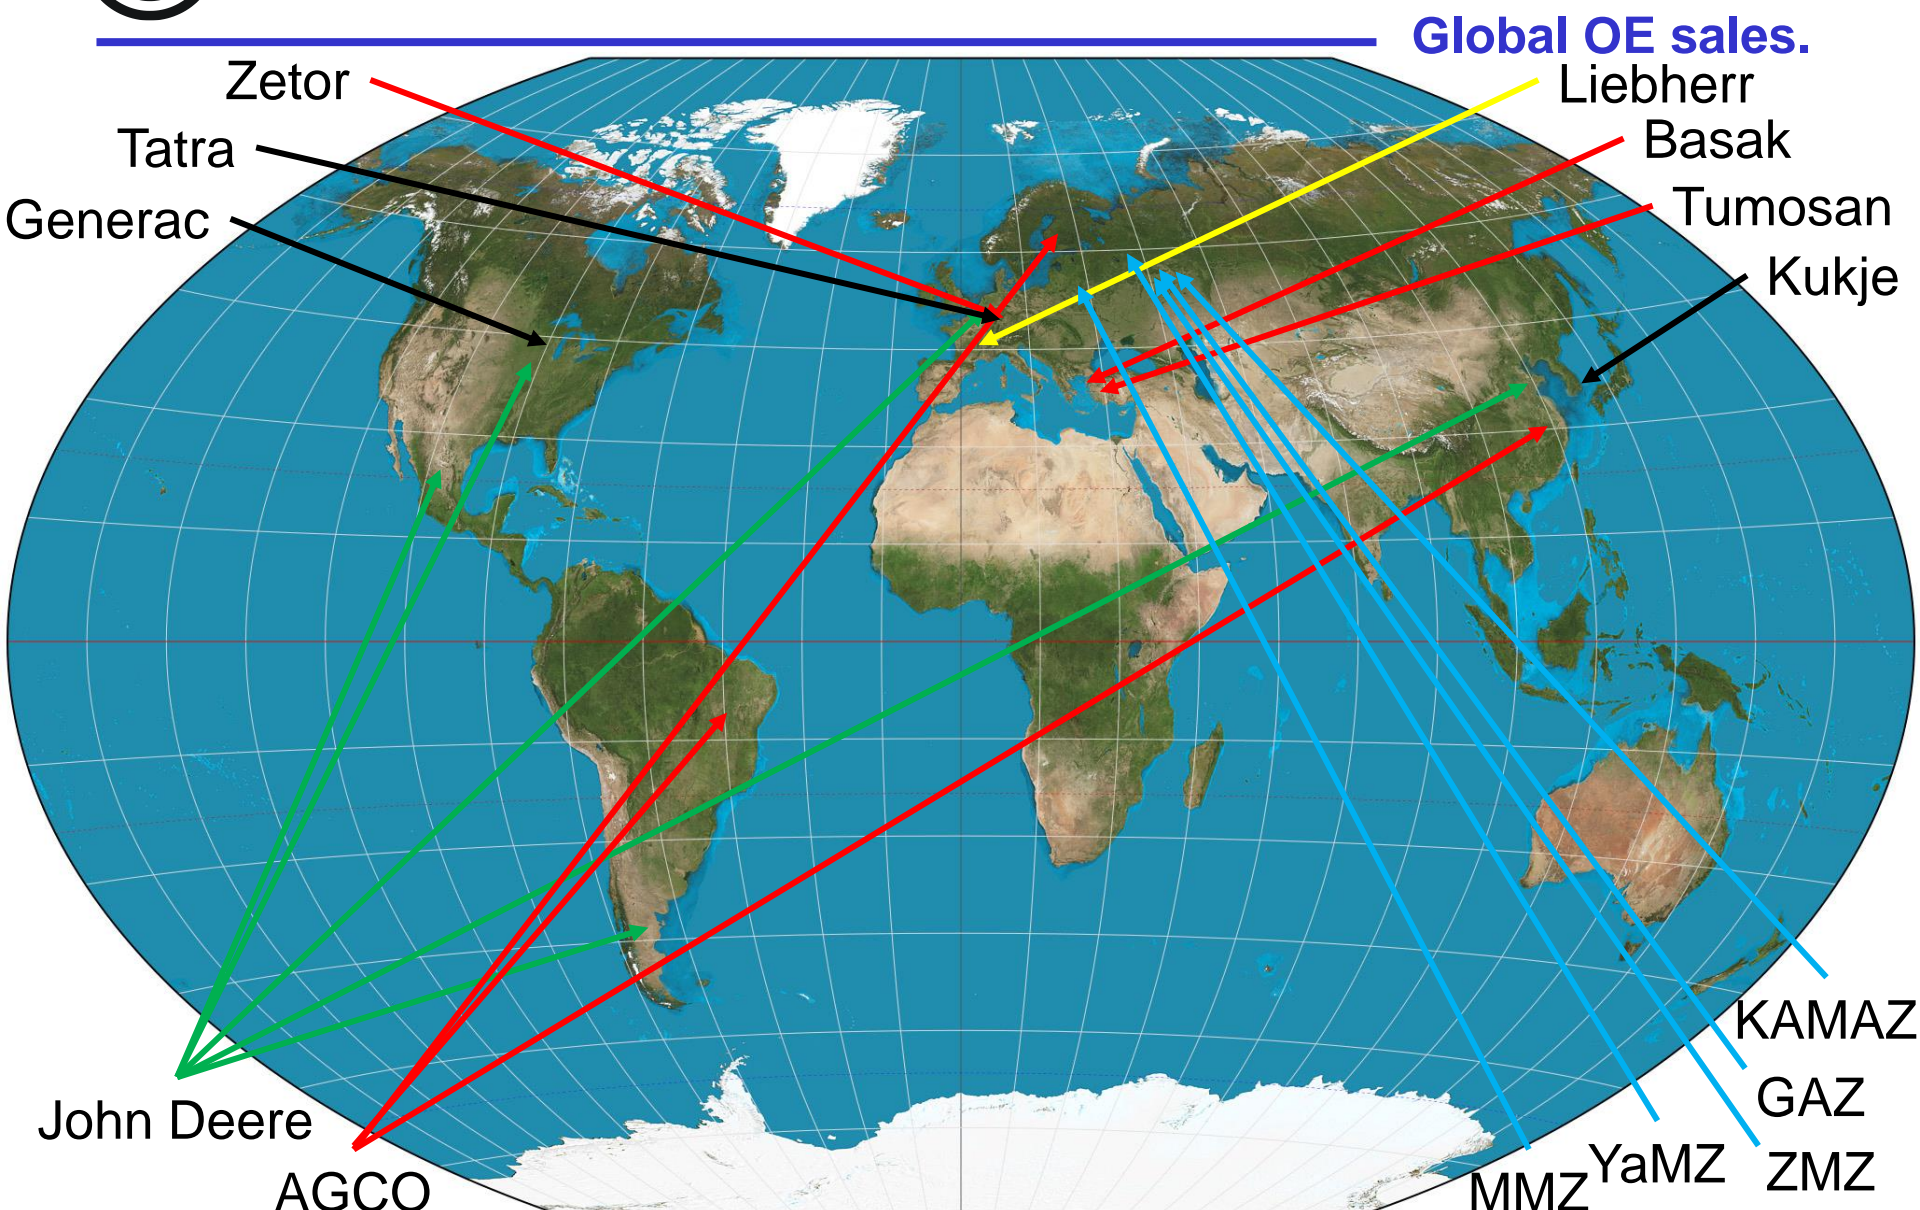 Global OE sales.
Zetor
Liebherr
Tatra
Basak
Generac
Tumosan
Kukje
KAMAZ
GAZ
John Deere
YaMZ
ZMZ
AGCO
MMZ